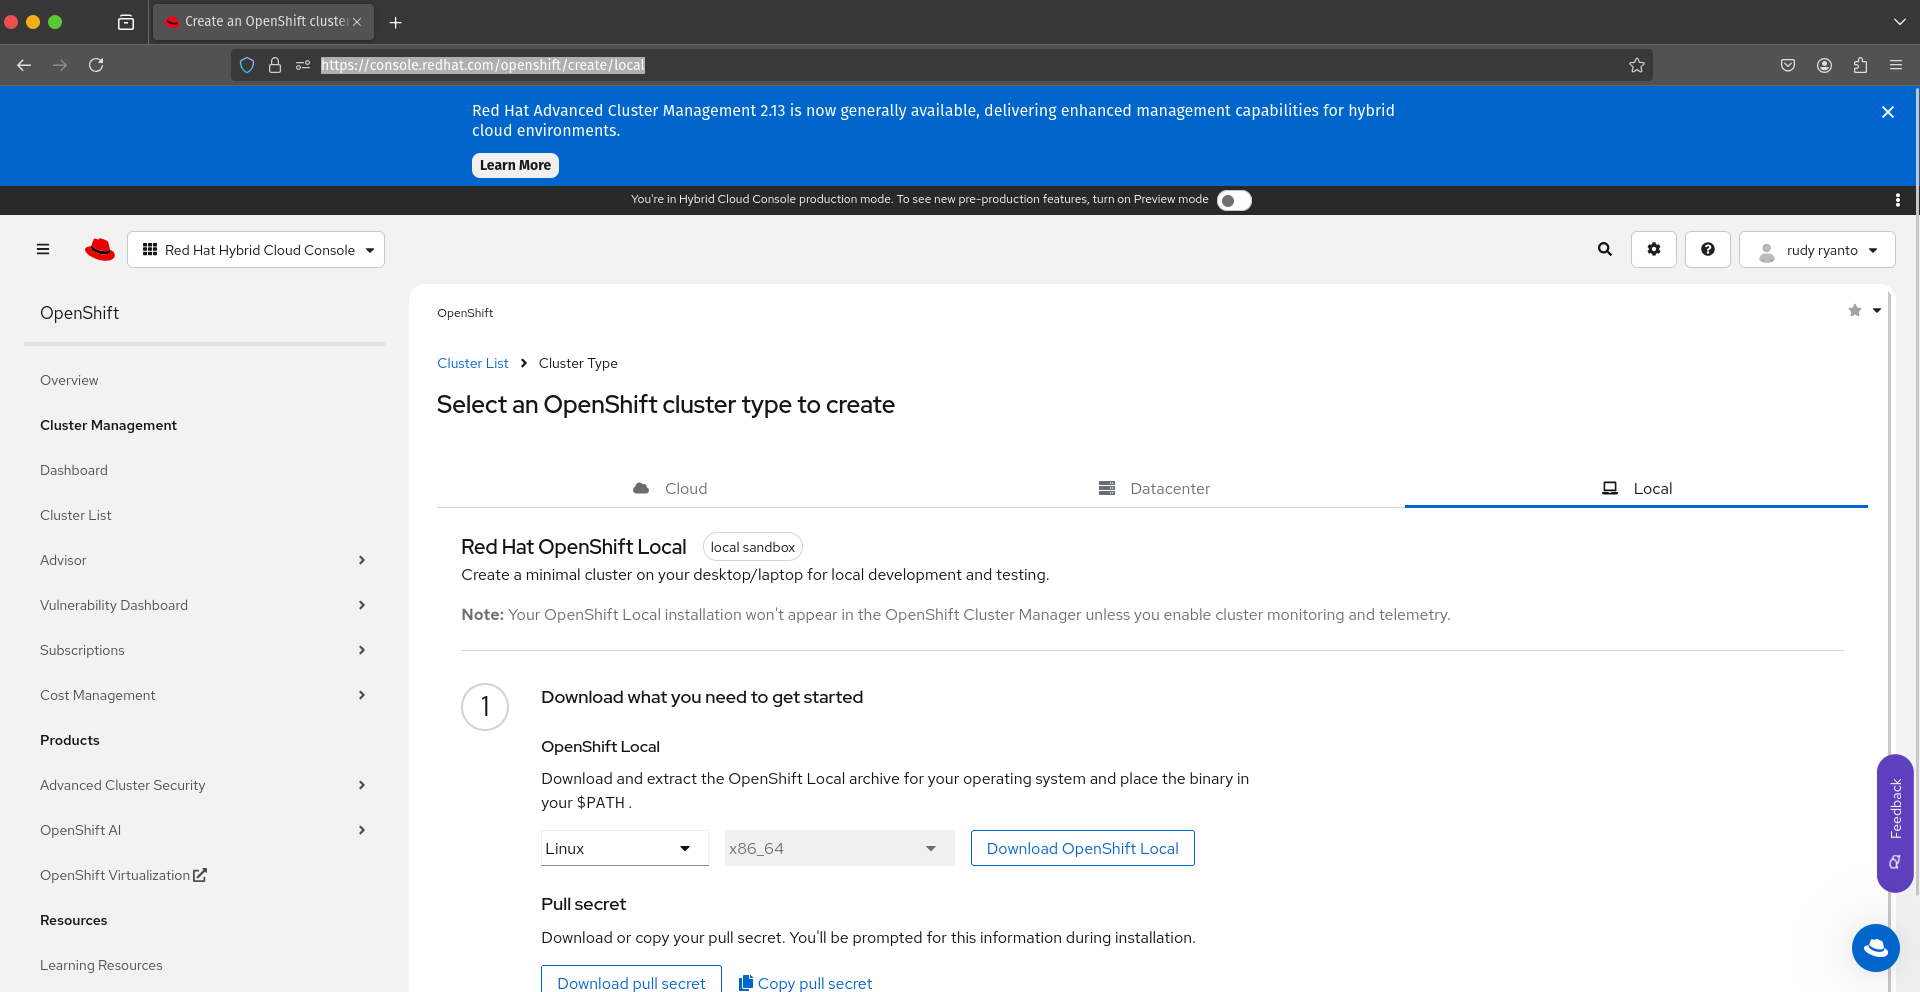 Create an OpenShift cluster
https://console.redhat.com/openshift/create/local
Red Hat Advanced Cluster Management 2.13 is now generally available, delivering enhanced management capabilities for hybrid
cloud environments.
Learn More
You're in Hybrid Cloud Console production mode. To see new pre-production features, turn on Preview mode
Red Hat Hybrid Cloud Console
rudy ryanto
OpenShift
Overview
Cluster Management
Dashboard
Cluster List
Advisor
Vulnerability Dashboard
Subscriptions
Cost Management
Products
Advanced Cluster Security
OpenShift AI
OpenShift Virtualization
Resources
Learning Resources
OpenShift
Cluster List > Cluster Type
Select an OpenShift cluster type to create
Cloud
Datacenter
Local
Red Hat OpenShift Local local sandbox
Create a minimal cluster on your desktop/laptop for local development and testing.
Note: Your OpenShift Local installation won't appear in the OpenShift Cluster Manager unless you enable cluster monitoring and telemetry.
1 Download what you need to get started
OpenShift Local
Download and extract the OpenShift Local archive for your operating system and place the binary in
your $PATH .
Linux x86_64 Download OpenShift Local
Pull secret
Download or copy your pull secret. You'll be prompted for this information during installation.
Download pull secret Copy pull secret
Feedback